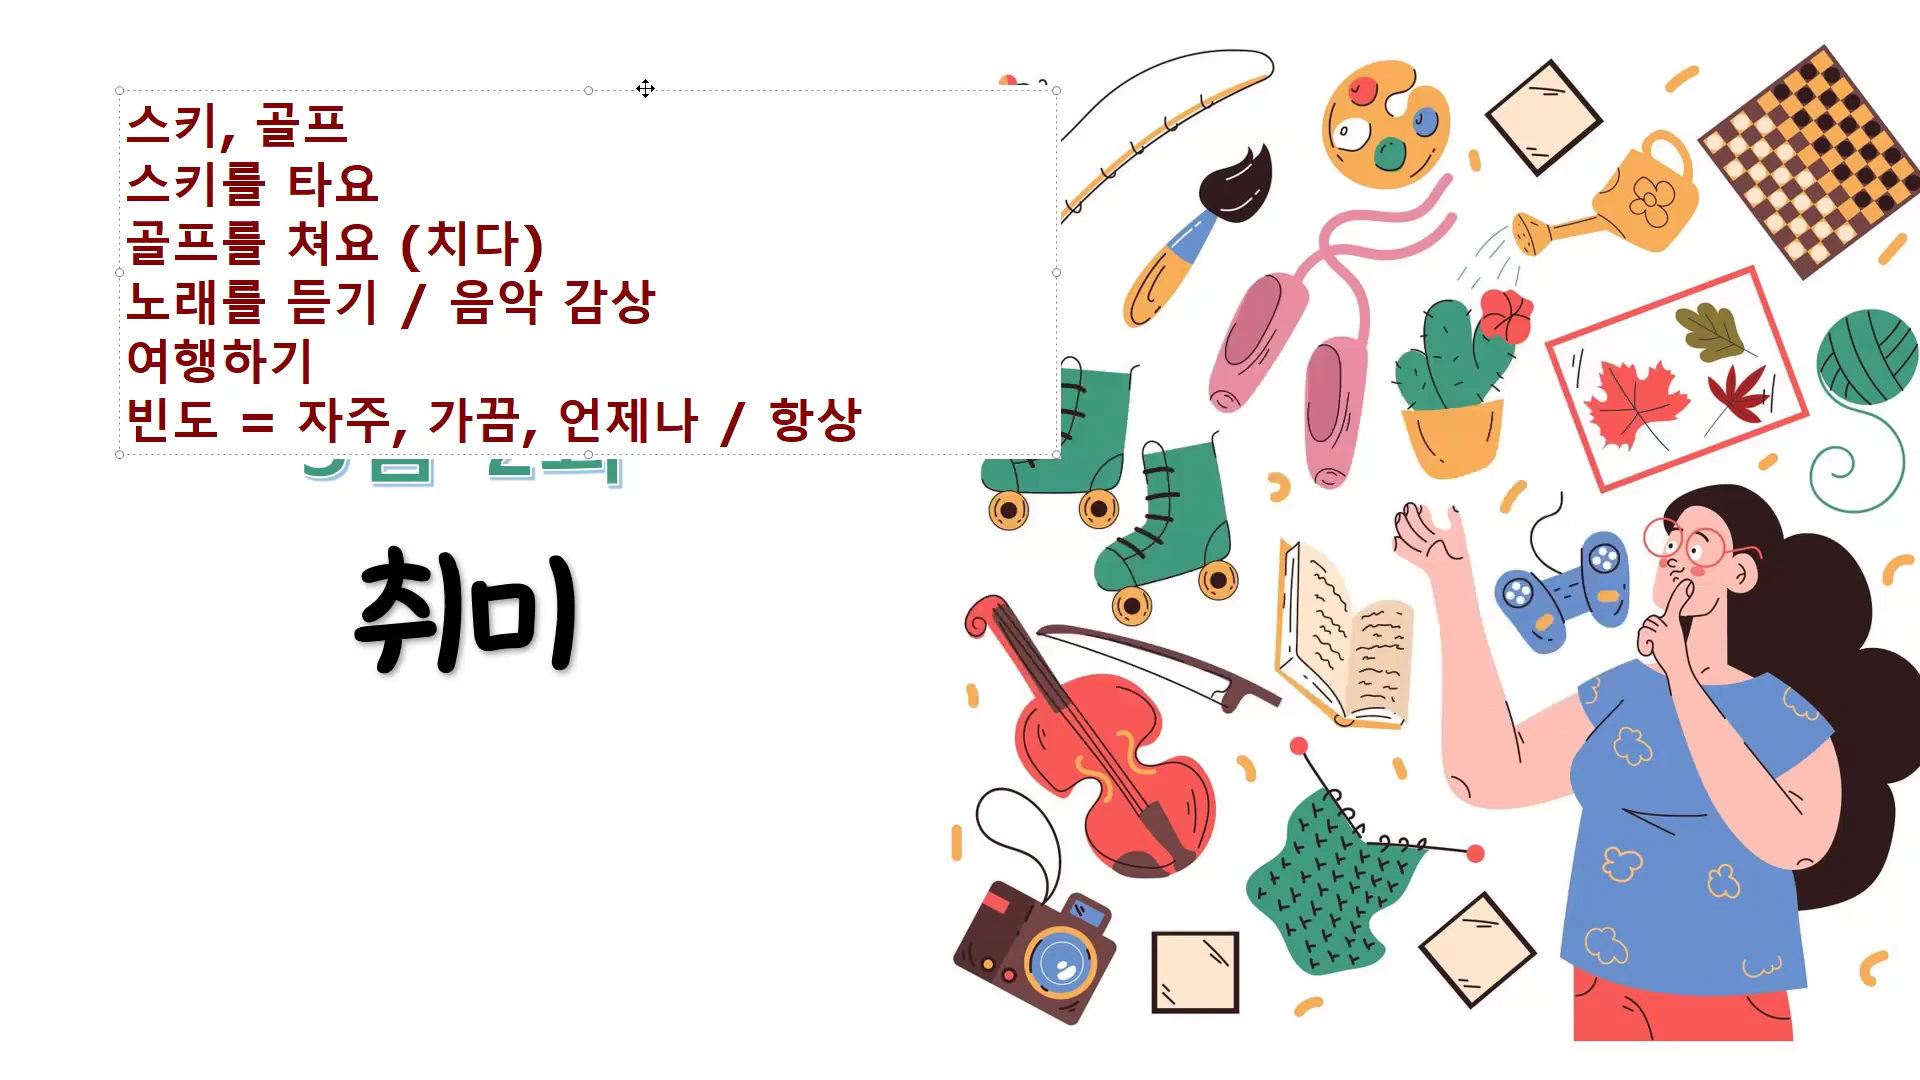 스키, 골프
스키를 타요
골프를 쳐요 (치다)
노래를 듣기 / 음악 감상
여행하기
빈도 = 자주, 가끔, 언제나 / 항상
취미